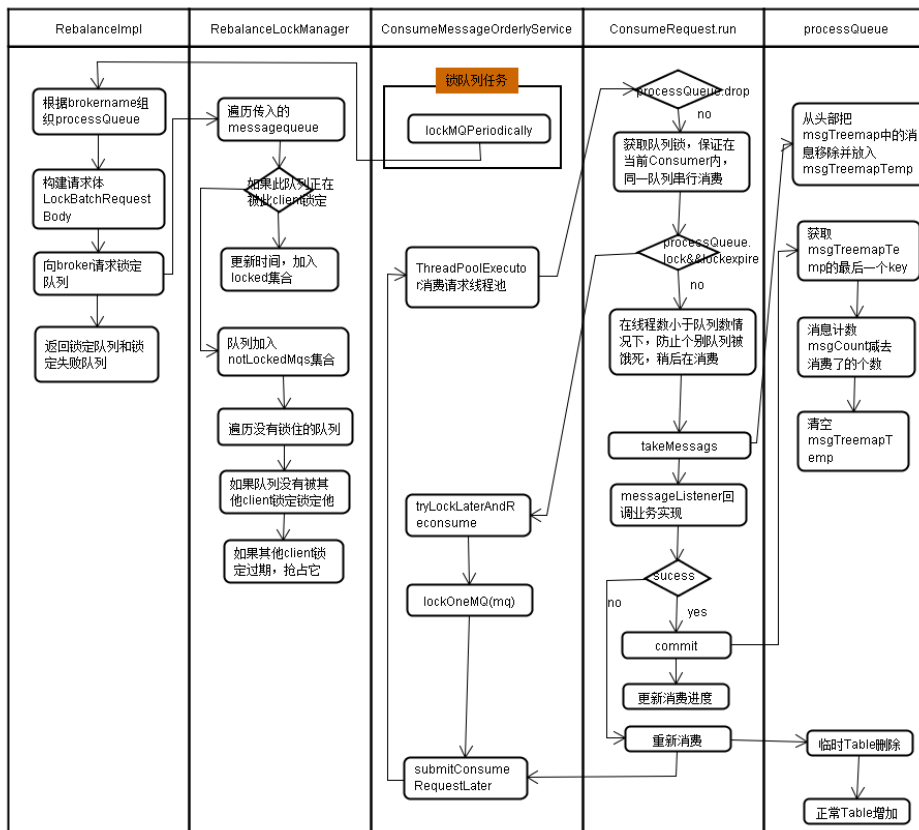 RebalanceImpl
RebalanceLockManager
ConsumeMessageOrderlyService
ConsumeRequest.run
processQueue
根据brokername组
织processQueue
构建请求体
LockBatchRequest
Body
向broker请求锁定
队列
返回锁定队列和锁
定失败队列
遍历传入的
messagequeue
如果此队列正在
被此client锁定
更新时间，加入
locked集合
队列加入
notLockedMqs集合
遍历没有锁住的队列
如果队列没有被其
他client锁定锁定他
如果其他client锁
定过期，抢占它
锁队列任务
lockMQPeriodically
ThreadPoolExecut
or消费请求线程池
tryLockLaterAndR
econsume
lockOneMQ(mq)
submitConsume
RequestLater
processQueue.drop
no
获取队列锁，保证在
当前Consumer内，
同一队列串行消费
processQueue.
lock&&lockexpire
no
在线程数小于队列数情
况下，防止个别队列被
饿死，稍后在消费
takeMessags
messageListener回
调业务实现
sucess
no
yes
commit
更新消费进度
重新消费
从头部把
msgTreemap中的消
息移除并放入
msgTreemapTemp
获取
msgTreemapTe
mp的最后一个key
消息计数
msgCount减去
消费了的个数
清空
msgTreemapT
emp
临时Table删除
正常Table增加